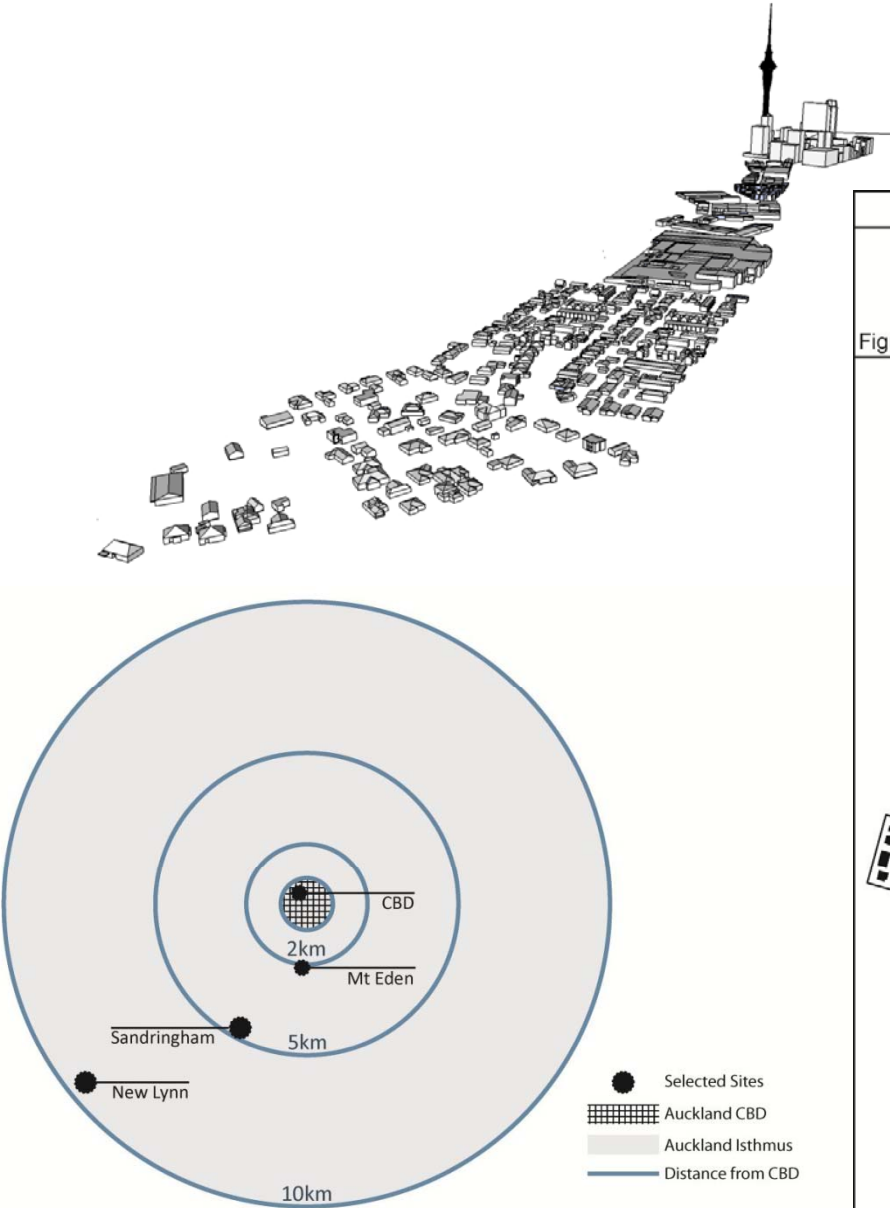 Fig
CBD
2km
Mt Eden
Sandringham
5km
New Lynn
10km
Selected Sites
Auckland CBD
Auckland Isthmus
Distance from CBD